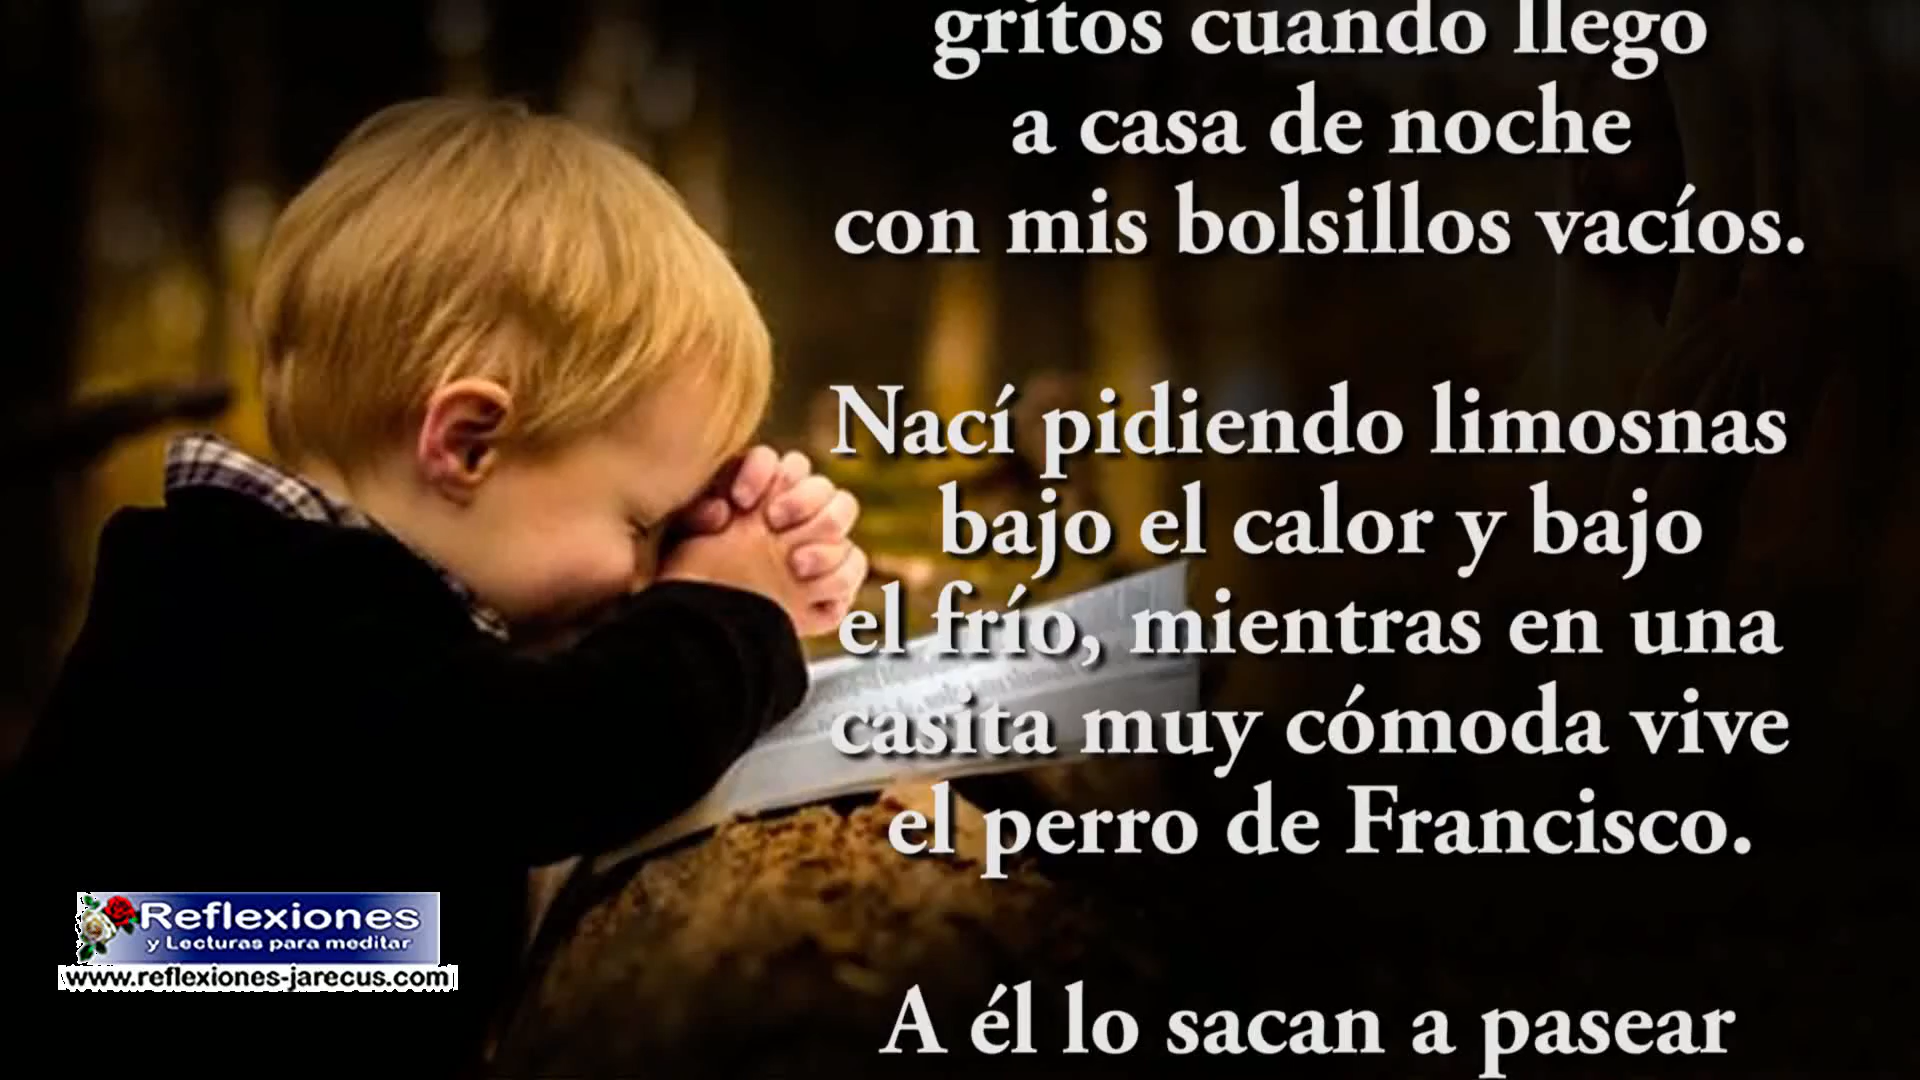 gritos cuando llego
a casa de noche
con mis bolsillos vacíos.
Nací pidiendo limosnas
bajo el calor y bajo
el frío, mientras en una
casita muy cómoda vive
el perro de Francisco.
A él lo sacan a pasear
Reflexiones
y Lecturas para meditar
www.reflexiones-jarecus.com